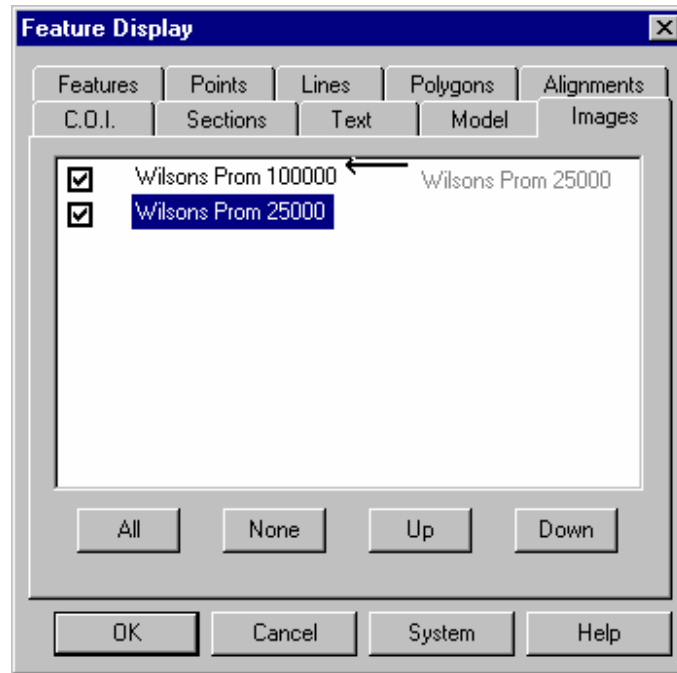 Feature Display
Features Points Lines Polygons Alignments
C.O.I. Sections Text Model Images
Wilsons Prom 100000 Wilsons Prom 25000
Wilsons Prom 25000
All None Up Down
OK Cancel System Help